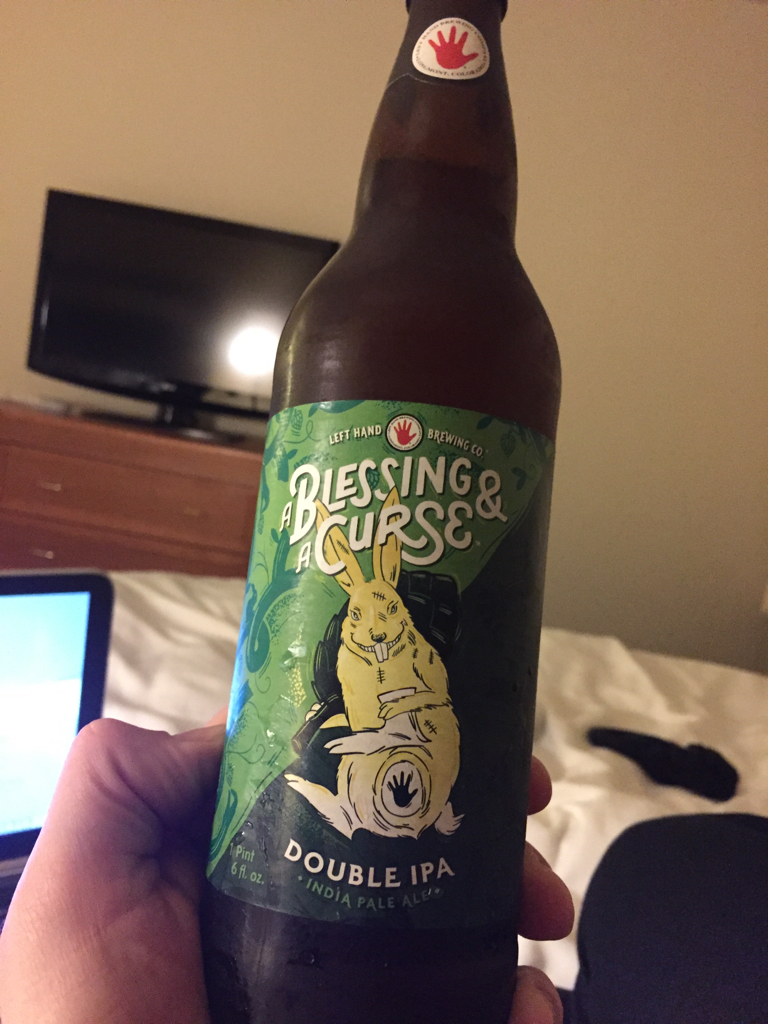 LEFT HAND BREWING CO
A BLESSING &
A CURSE
1 Pint
6 fl. oz.
DOUBLE IPA
• INDIA PALE ALE •